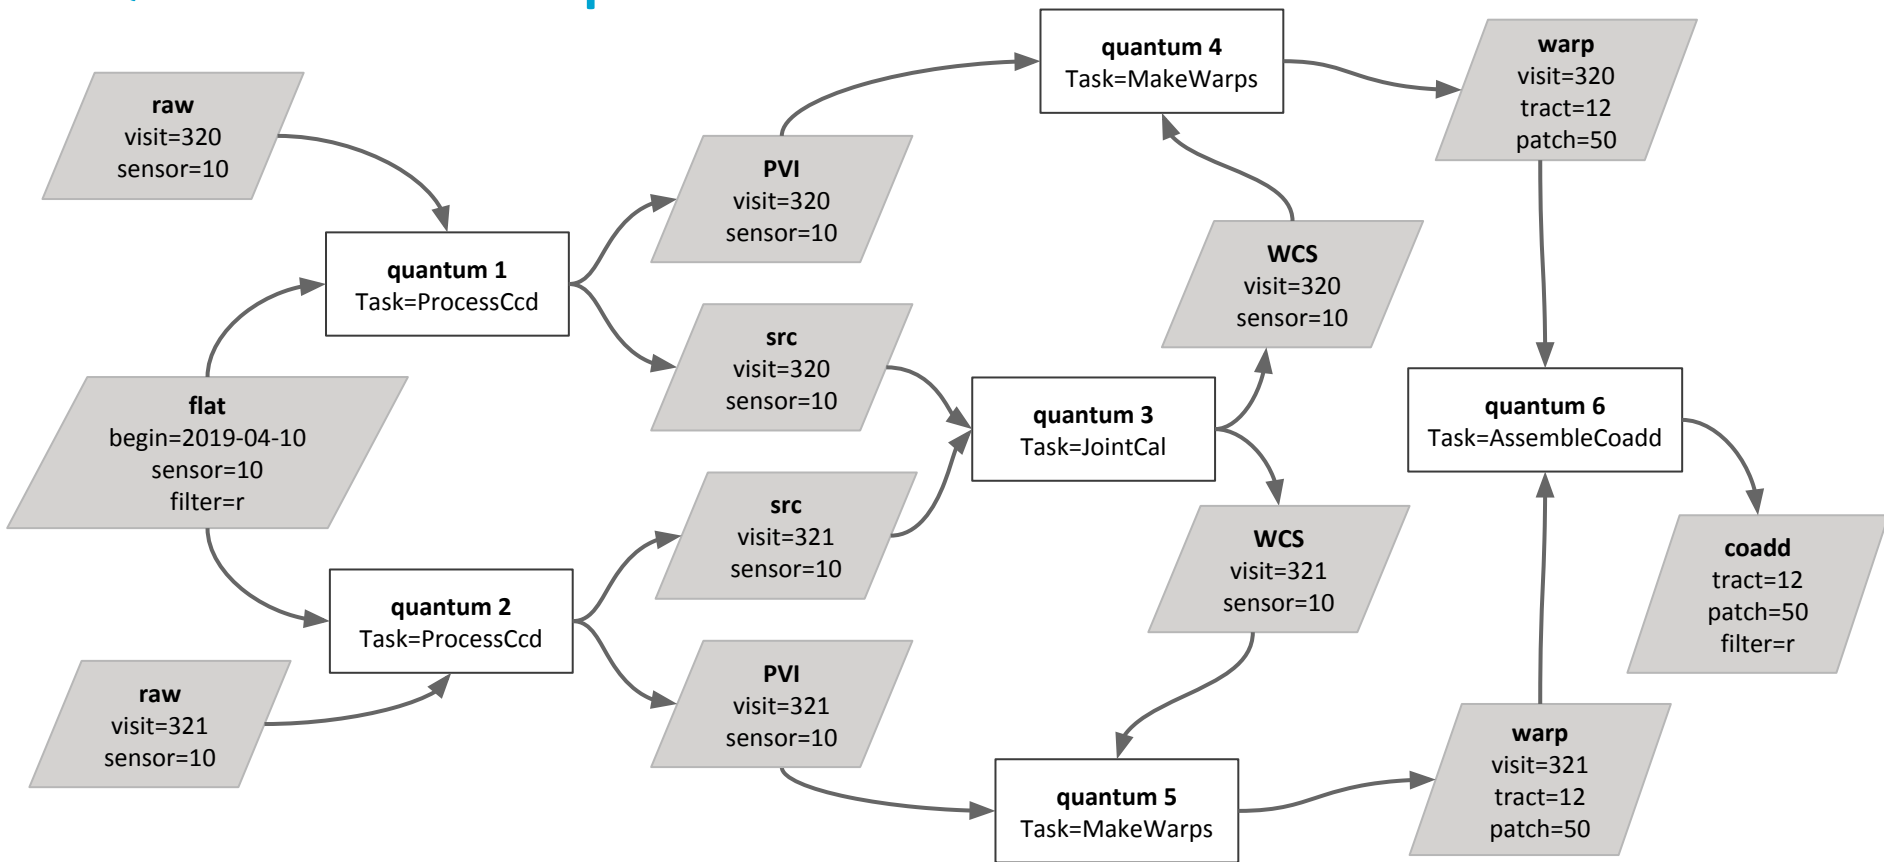 raw
visit=320
sensor=10
quantum 1
Task=ProcessCcd
flat
begin=2019-04-10
sensor=10
filter=r
quantum 2
Task=ProcessCcd
raw
visit=321
sensor=10
PVI
visit=320
sensor=10
src
visit=320
sensor=10
src
visit=321
sensor=10
PVI
visit=321
sensor=10
quantum 4
Task=MakeWarps
WCS
visit=320
sensor=10
quantum 3
Task=JointCal
WCS
visit=321
sensor=10
quantum 5
Task=MakeWarps
warp
visit=320
tract=12
patch=50
quantum 6
Task=AssembleCoadd
coadd
tract=12
patch=50
filter=r
warp
visit=321
tract=12
patch=50